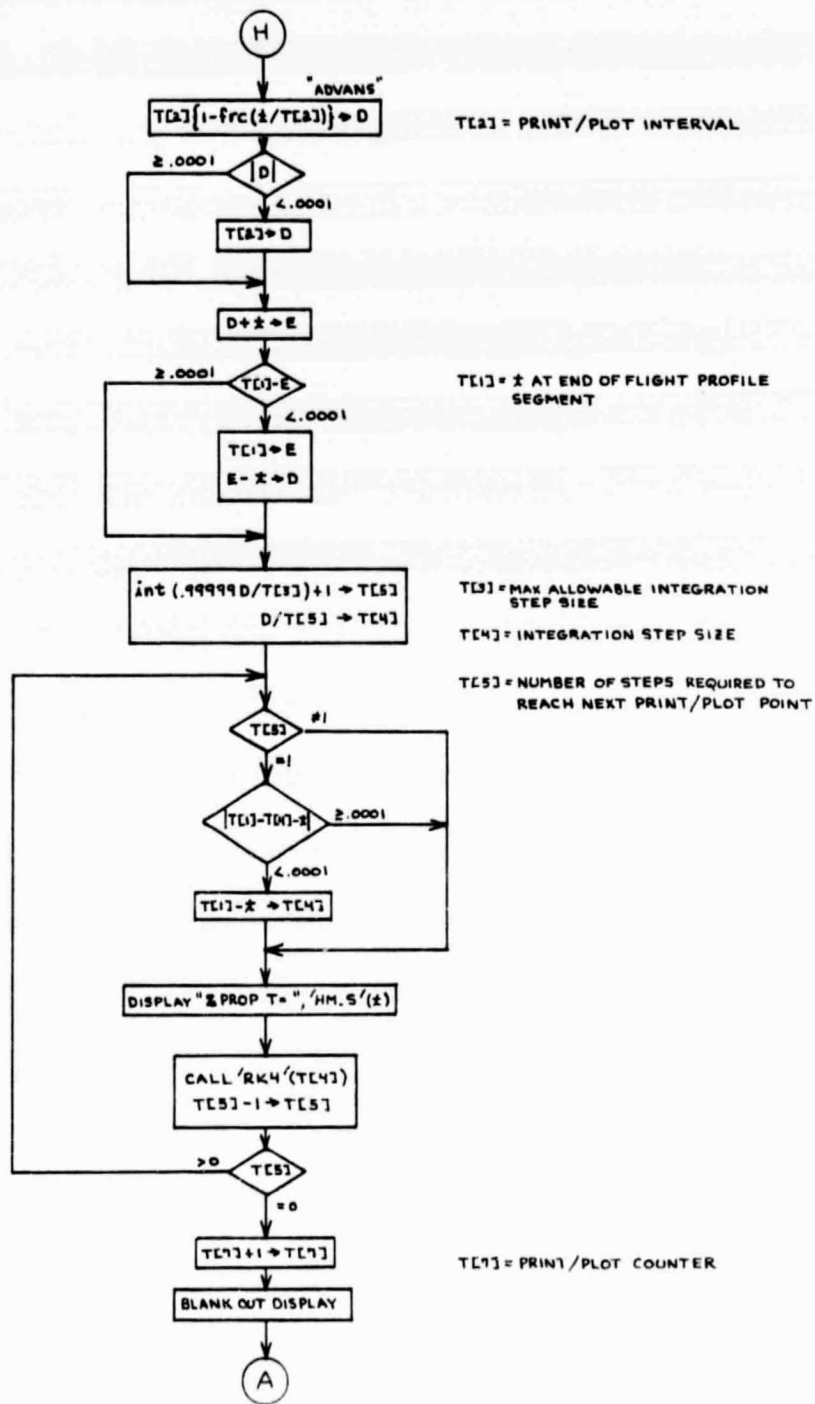 H
"ADVANS"
T[2]{1-frc(t/T[2])}→D
T[2] = PRINT/PLOT INTERVAL
≥.0001
|D|
<.0001
T[2]→D
D+t→E
≥.0001
T[1]-E
T[1] = t AT END OF FLIGHT PROFILE
SEGMENT
<.0001
T[1]→E
E-t→D
int(.99999D/T[3])+1→T[5]
D/T[5]→T[4]
T[3] = MAX ALLOWABLE INTEGRATION
STEP SIZE
T[4] = INTEGRATION STEP SIZE
T[5] = NUMBER OF STEPS REQUIRED TO
REACH NEXT PRINT/PLOT POINT
T[5]
≠1
=1
|T[1]-T[4]-t|
≥.0001
<.0001
T[1]-t→T[4]
DISPLAY "&PROP T= ", 'HM.S'(t)
CALL 'RK4'(T[4])
T[5]-1→T[5]
>0
T[5]
=0
T[7]+1→T[7]
T[7] = PRINT/PLOT COUNTER
BLANK OUT DISPLAY
A